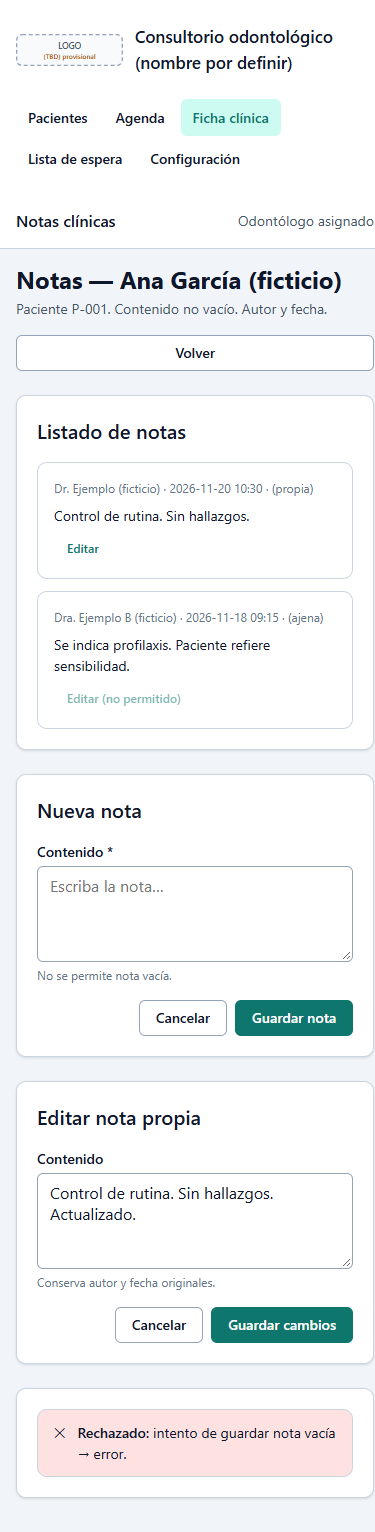 LOGO
(TBD) provisional
Consultorio odontológico
(nombre por definir)
Pacientes Agenda Ficha clínica
Lista de espera Configuración
Notas clínicas Odontólogo asignado
Notas — Ana García (ficticio)
Paciente P-001. Contenido no vacío. Autor y fecha.
Volver
Listado de notas
Dr. Ejemplo (ficticio) · 2026-11-20 10:30 · (propia)
Control de rutina. Sin hallazgos.
Editar
Dra. Ejemplo B (ficticio) · 2026-11-18 09:15 · (ajena)
Se indica profilaxis. Paciente refiere
sensibilidad.
Editar (no permitido)
Nueva nota
Contenido *
Escriba la nota...
No se permite nota vacía.
Cancelar Guardar nota
Editar nota propia
Contenido
Control de rutina. Sin hallazgos.
Actualizado.
Conserva autor y fecha originales.
Cancelar Guardar cambios
Rechazado: intento de guardar nota vacía
→ error.